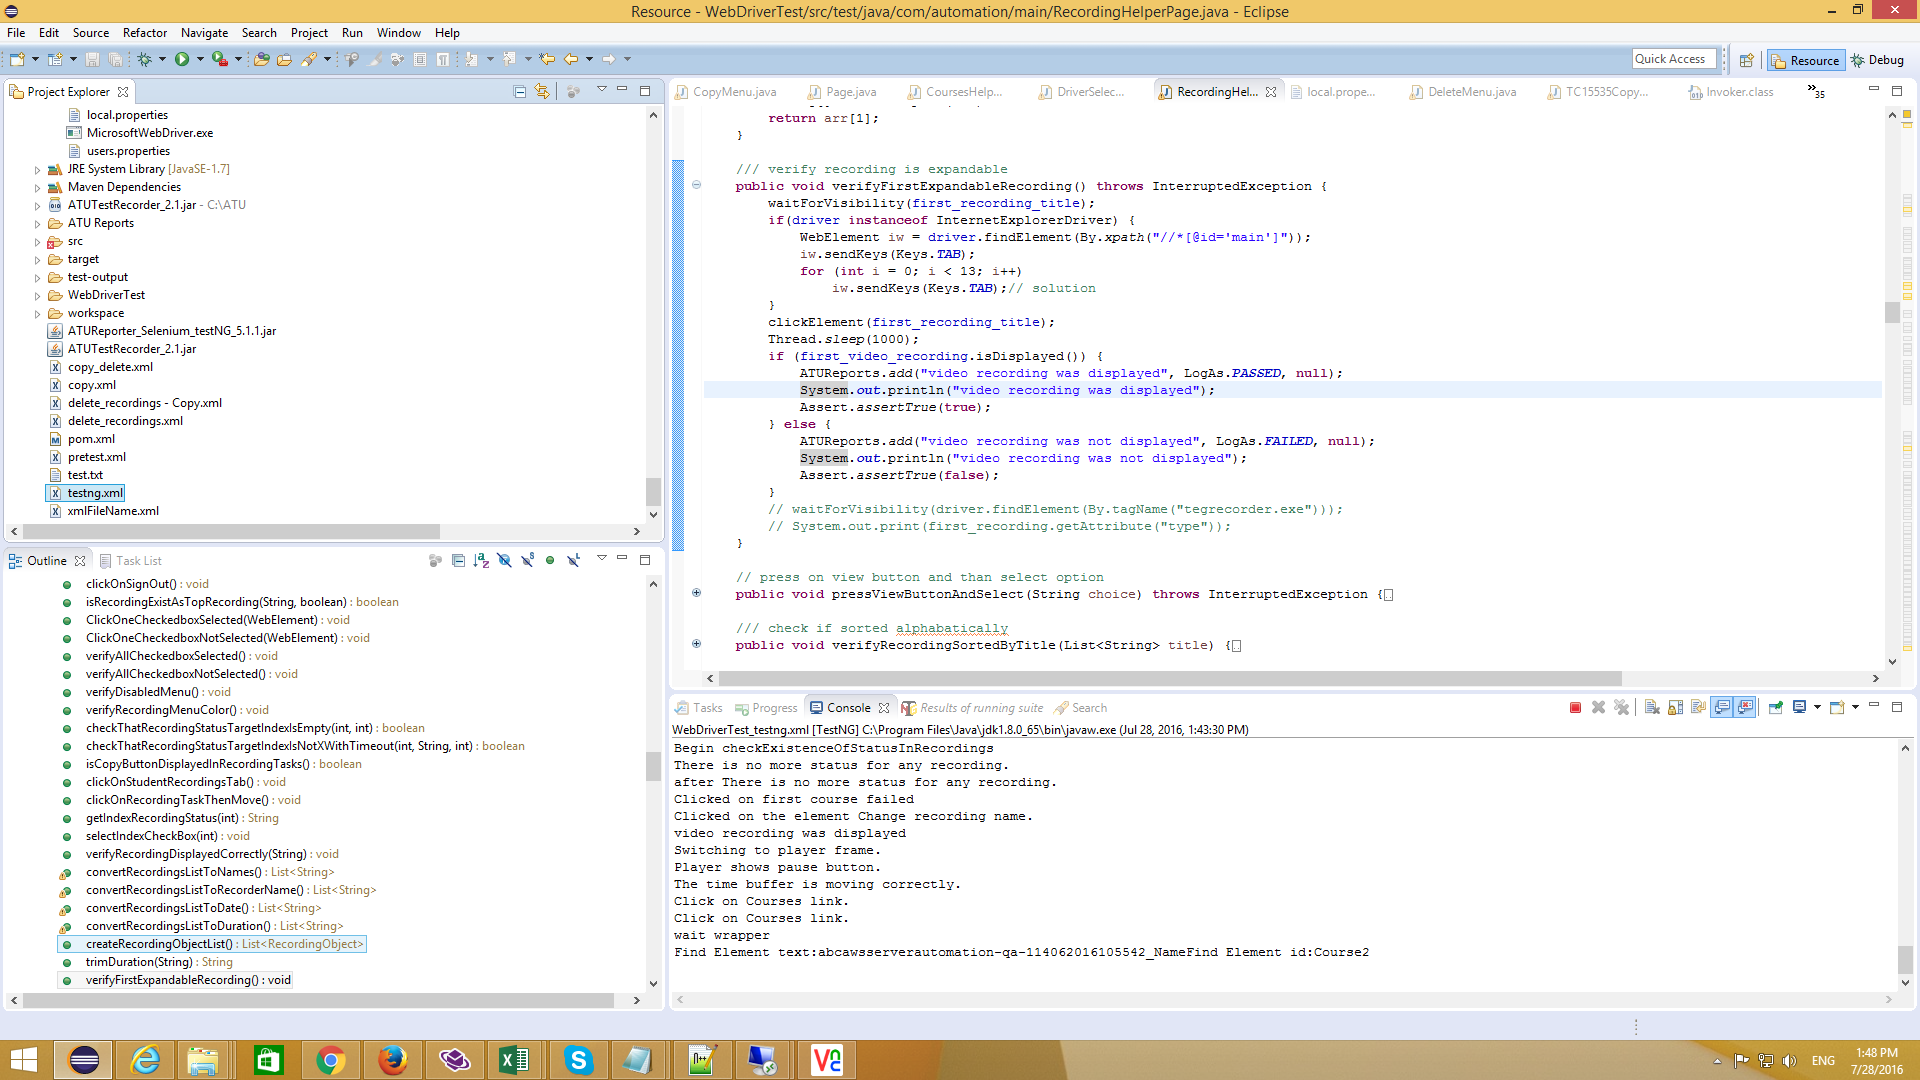 Resource - WebDriverTest/src/test/java/com/automation/main/RecordingHelperPage.java - Eclipse
File Edit Source Refactor Navigate Search Project Run Window Help
Quick Access
Resource
Debug
Project Explorer
local.properties
MicrosoftWebDriver.exe
users.properties
JRE System Library [JavaSE-1.7]
Maven Dependencies
ATUTestRecorder_2.1.jar - C:\ATU
ATU Reports
src
target
test-output
WebDriverTest
workspace
ATUReporter_Selenium_testNG_5.1.1.jar
ATUTestRecorder_2.1.jar
copy_delete.xml
copy.xml
delete_recordings - Copy.xml
delete_recordings.xml
pom.xml
pretest.xml
test.txt
testng.xml
xmlFileName.xml
Outline
Task List
clickOnSignOut() : void
isRecordingExistAsTopRecording(String, boolean) : boolean
ClickOneCheckedboxSelected(WebElement) : void
ClickOneCheckedboxNotSelected(WebElement) : void
verifyAllCheckedboxSelected() : void
verifyAllCheckedboxNotSelected() : void
verifyDisabledMenu() : void
verifyRecordingMenuColor() : void
checkThatRecordingStatusTargetIndexIsEmpty(int, int) : boolean
checkThatRecordingStatusTargetIndexIsNotXWithTimeout(int, String, int) : boolean
isCopyButtonDisplayedInRecordingTasks() : boolean
clickOnStudentRecordingsTab() : void
clickOnRecordingTaskThenMove() : void
getIndexRecordingStatus(int) : String
selectIndexCheckBox(int) : void
verifyRecordingDisplayedCorrectly(String) : void
convertRecordingsListToNames() : List<String>
convertRecordingsListToRecorderName() : List<String>
convertRecordingsListToDate() : List<String>
convertRecordingsListToDuration() : List<String>
createRecordingObjectList() : List<RecordingObject>
trimDuration(String) : String
verifyFirstExpandableRecording() : void
CopyMenu.java
Page.java
CoursesHelp...
DriverSelec...
RecordingHel...
local.prope...
DeleteMenu.java
TC15535Copy...
Invoker.class
35
return arr[1];
}
/// verify recording is expandable
public void verifyFirstExpandableRecording() throws InterruptedException {
waitForVisibility(first_recording_title);
if(driver instanceof InternetExplorerDriver) {
WebElement iw = driver.findElement(By.xpath("//*[@id='main']"));
iw.sendKeys(Keys.TAB);
for (int i = 0; i < 13; i++)
iw.sendKeys(Keys.TAB);// solution
}
clickElement(first_recording_title);
Thread.sleep(1000);
if (first_video_recording.isDisplayed()) {
ATUReports.add("video recording was displayed", LogAs.PASSED, null);
System.out.println("video recording was displayed");
Assert.assertTrue(true);
} else {
ATUReports.add("video recording was not displayed", LogAs.FAILED, null);
System.out.println("video recording was not displayed");
Assert.assertTrue(false);
}
// waitForVisibility(driver.findElement(By.tagName("tegrecorder.exe")));
// System.out.print(first_recording.getAttribute("type"));
}
// press on view button and than select option
public void pressViewButtonAndSelect(String choice) throws InterruptedException {
/// check if sorted alphabatically
public void verifyRecordingSortedByTitle(List<String> title) {
Tasks
Progress
Console
Results of running suite
Search
WebDriverTest_testng.xml [TestNG] C:\Program Files\Java\jdk1.8.0_65\bin\javaw.exe (Jul 28, 2016, 1:43:30 PM)
Begin checkExistenceOfStatusInRecordings
There is no more status for any recording.
after There is no more status for any recording.
Clicked on first course failed
Clicked on the element Change recording name.
video recording was displayed
Switching to player frame.
Player shows pause button.
The time buffer is moving correctly.
Click on Courses link.
Click on Courses link.
wait wrapper
Find Element text:abcawsserverautomation-qa-114062016105542_NameFind Element id:Course2
ENG
1:48 PM
7/28/2016